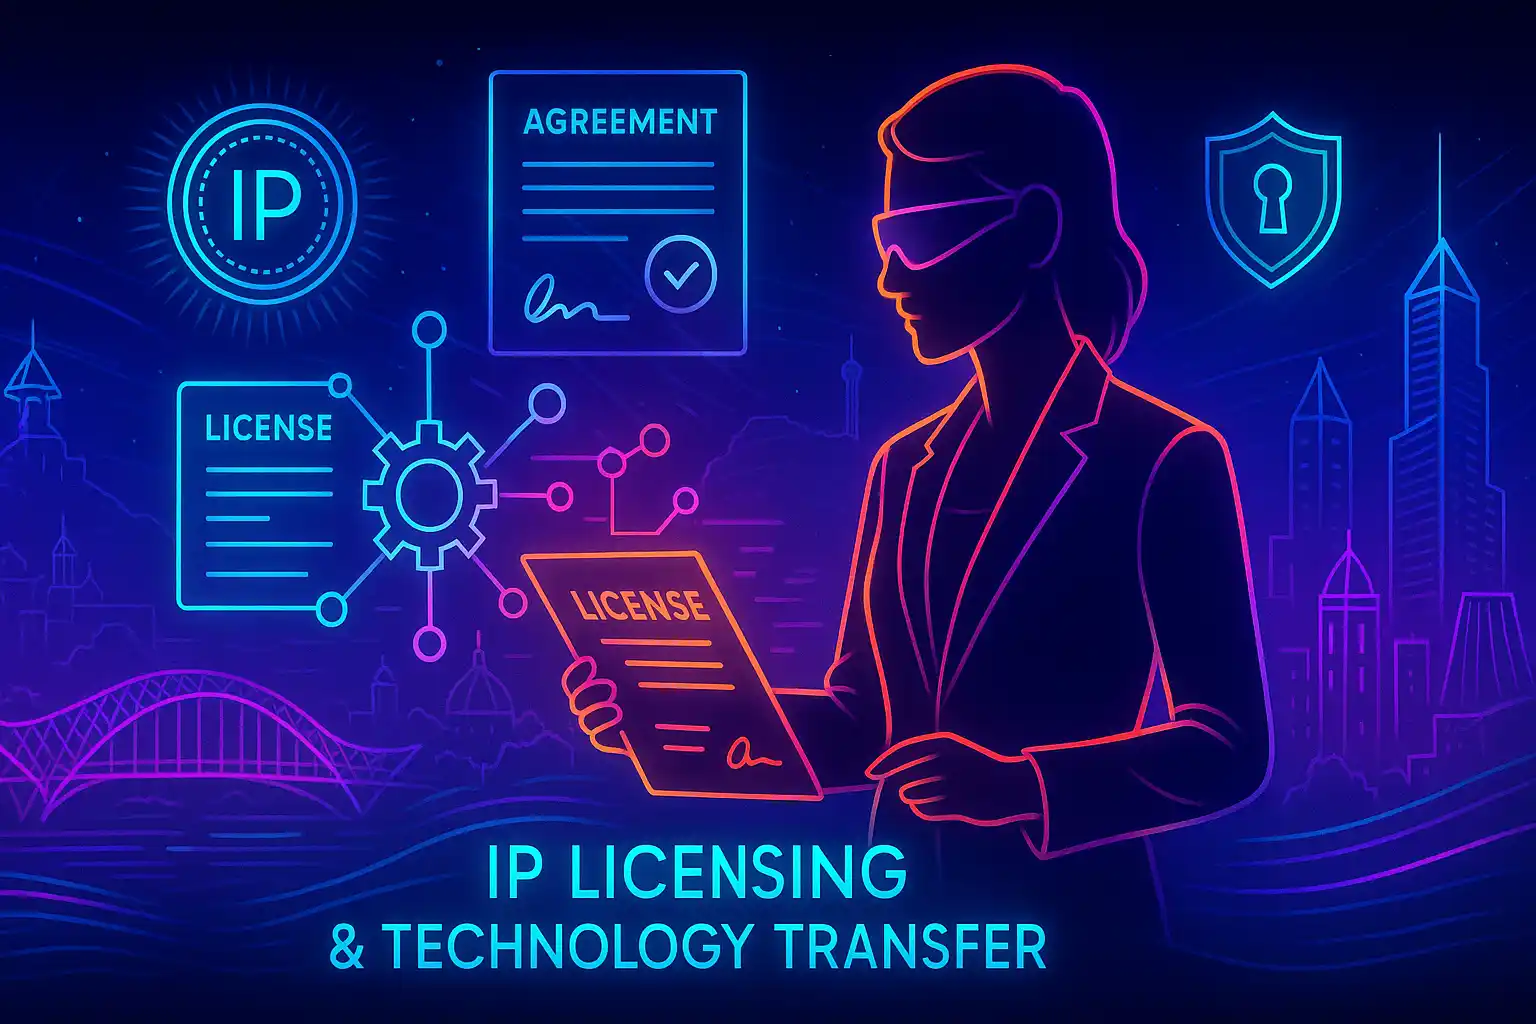 IP
AGREEMENT
LICENSE
LICENSE
IP LICENSING
& TECHNOLOGY TRANSFER